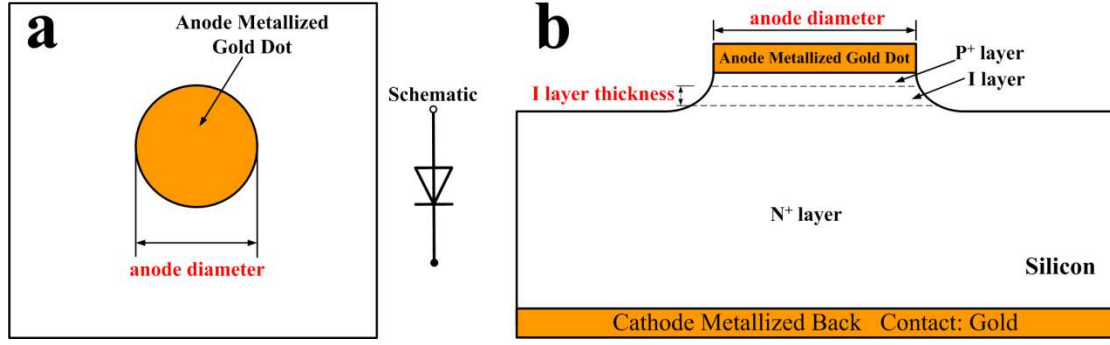 a
Anode Metallized
Gold Dot
anode diameter
Schematic
b
anode diameter
Anode Metallized Gold Dot
P⁺ layer
I layer
I layer thickness
N⁺ layer
Silicon
Cathode Metallized Back Contact: Gold